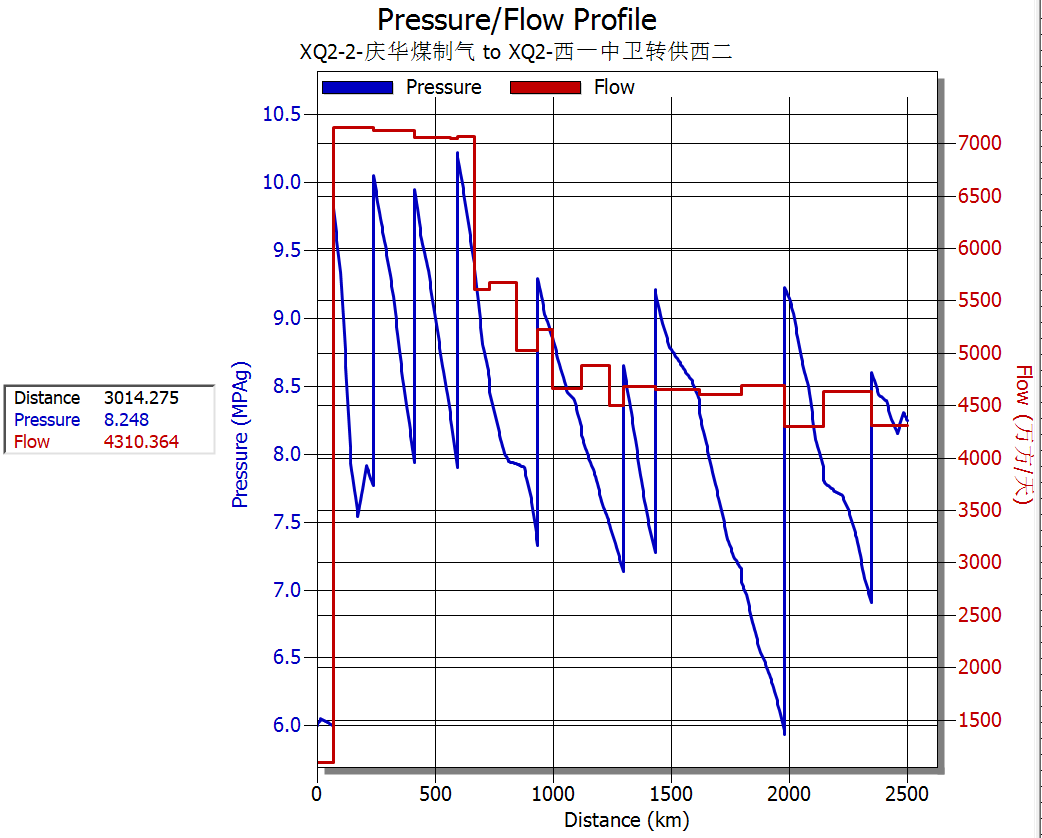 Pressure/Flow Profile
XQ2-2-庆华煤制气 to XQ2-西一中卫转供西二
Pressure Flow
10.5
10.0
9.5
9.0
8.5
8.0
7.5
7.0
6.5
6.0
Pressure (MPAg)
7000
6500
6000
5500
5000
4500
4000
3500
3000
2500
2000
1500
Flow (万方/天)
Distance 3014.275
Pressure 8.248
Flow 4310.364
0 500 1000 1500 2000 2500
Distance (km)